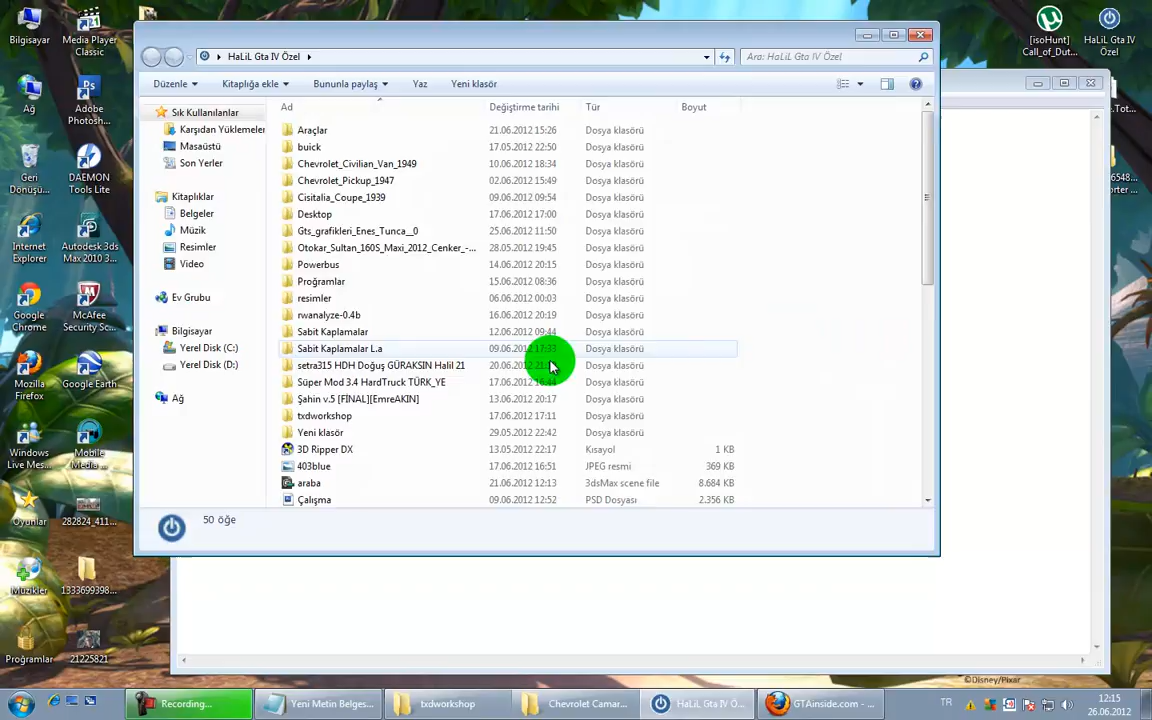 Bilgisayar
Media Player
Classic
[isoHunt]
Call_of_Dut...
HaLiL Gta IV
Özel
HaLiL Gta IV Özel
Ara: HaLiL Gta IV Özel
Düzenle
Kitaplığa ekle
Bununla paylaş
Yaz
Yeni klasör
Ağ
Adobe
Photosh...
Geri
Dönüşü...
DAEMON
Tools Lite
Internet
Explorer
Autodesk 3ds
Max 2010 3...
Google
Chrome
McAfee
Security Sc...
Mozilla
Firefox
Google Earth
Windows
Live Mes...
Mobile
Media ...
Oyunlar
282824_411...
Müzikler
1333699398...
Proğramlar
21225821
Sık Kullanılanlar
Karşıdan Yüklemeler
Masaüstü
Son Yerler
Kitaplıklar
Belgeler
Müzik
Resimler
Video
Ev Grubu
Bilgisayar
Yerel Disk (C:)
Yerel Disk (D:)
Ağ
Ad Değiştirme tarihi Tür Boyut
Araçlar 21.06.2012 15:26 Dosya klasörü
buick 17.05.2012 22:50 Dosya klasörü
Chevrolet_Civilian_Van_1949 10.06.2012 18:34 Dosya klasörü
Chevrolet_Pickup_1947 02.06.2012 15:49 Dosya klasörü
Cisitalia_Coupe_1939 09.06.2012 09:54 Dosya klasörü
Desktop 17.06.2012 17:00 Dosya klasörü
Gts_grafikleri_Enes_Tunca__0 25.06.2012 11:50 Dosya klasörü
Otokar_Sultan_160S_Maxi_2012_Cenker_-... 28.05.2012 19:45 Dosya klasörü
Powerbus 14.06.2012 20:15 Dosya klasörü
Proğramlar 15.06.2012 08:36 Dosya klasörü
resimler 06.06.2012 00:03 Dosya klasörü
rwanalyze-0.4b 16.06.2012 20:19 Dosya klasörü
Sabit Kaplamalar 12.06.2012 09:44 Dosya klasörü
Sabit Kaplamalar L.a 09.06.2012 17:33 Dosya klasörü
setra315 HDH Doğuş GÜRAKSIN Halil 21 20.06.2012 Dosya klasörü
Süper Mod 3.4 HardTruck TÜRK_YE 17.06.2012 16:44 Dosya klasörü
Şahin v.5 [FİNAL][EmreAKIN] 13.06.2012 20:17 Dosya klasörü
txdworkshop 17.06.2012 17:11 Dosya klasörü
Yeni klasör 29.05.2012 22:42 Dosya klasörü
3D Ripper DX 13.05.2012 22:17 Kısayol 1 KB
403blue 17.06.2012 16:51 JPEG resmi 369 KB
araba 21.06.2012 12:13 3dsMax scene file 8.684 KB
Çalışma 09.06.2012 12:52 PSD Dosyası 2.356 KB
50 öğe
©Disney/Pixar
Recording...
Yeni Metin Belges...
txdworkshop
Chevrolet Camar...
HaLiL Gta IV Ö...
GTAinside.com - ...
TR
12:15
26.06.2012